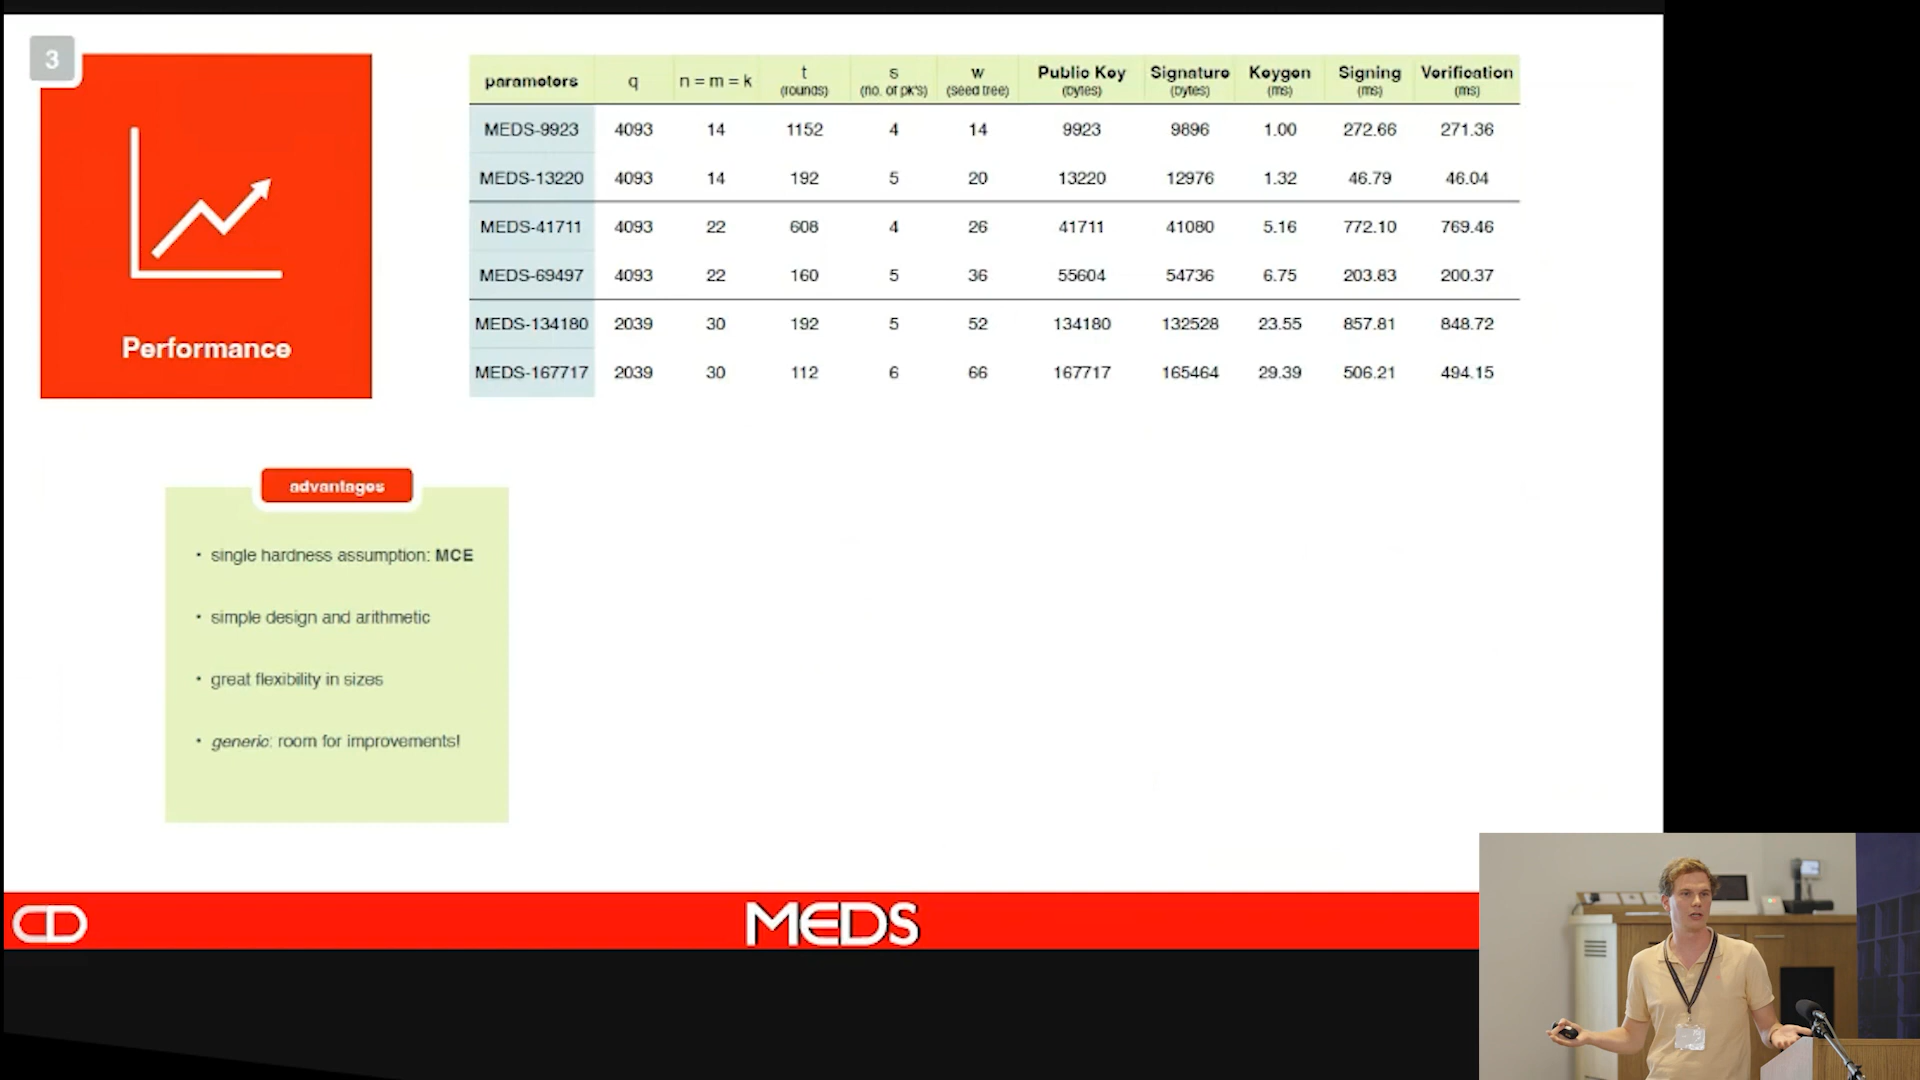 3
Performance
parameters q n = m = k t (rounds) s (no. of pk's) w (seed tree) Public Key (bytes) Signature (bytes) Keygen (ms) Signing (ms) Verification (ms)
MEDS-9923 4093 14 1152 4 14 9923 9896 1.00 272.66 271.36
MEDS-13220 4093 14 192 5 20 13220 12976 1.32 46.79 46.04
MEDS-41711 4093 22 608 4 26 41711 41080 5.16 772.10 769.46
MEDS-69497 4093 22 160 5 36 55604 54736 6.75 203.83 200.37
MEDS-134180 2039 30 192 5 52 134180 132528 23.55 857.81 848.72
MEDS-167717 2039 30 112 6 66 167717 165464 29.39 506.21 494.15
advantages
• single hardness assumption: MCE
• simple design and arithmetic
• great flexibility in sizes
• generic: room for improvements!
MEDS